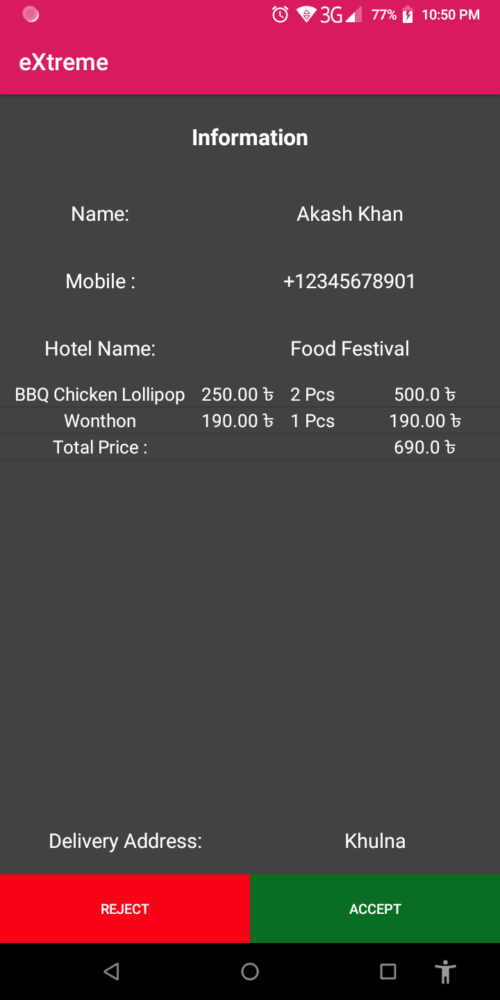 3G 77% 10:50 PM
eXtreme
Information
Name: Akash Khan
Mobile : +12345678901
Hotel Name: Food Festival
BBQ Chicken Lollipop 250.00 ৳ 2 Pcs 500.0 ৳
Wonthon 190.00 ৳ 1 Pcs 190.00 ৳
Total Price : 690.0 ৳
Delivery Address: Khulna
REJECT ACCEPT